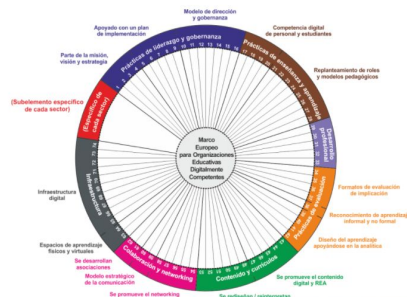 Modelo de dirección
y gobernanza
Apoyado con un plan
de implementación
Competencia digital
de personal y estudiantes
Parte de la misión,
visión y estrategia
Prácticas de liderazgo y gobernanza
Prácticas de enseñanza y aprendizaje
Replanteamiento de roles
y modelos pedagógicos
(Subelemento específico
de cada sector)
(Específico de
cada sector)
Desarrollo
profesional
Marco
Europeo
para Organizaciones
Educativas
Digitalmente
Competentes
Infraestructura
Infraestructura
digital
Prácticas de evaluación
Formatos de evaluación
de implicación
Reconocimiento de aprendizaj
informal y no formal
Diseño del aprendizaje
apoyándose en la analítica
Espacios de aprendizaje
físicos y virtuales
Colaboración y networking
Contenido y currículos
Se desarrollan
asociaciones
Modelo estratégico
de la comunicación
Se promueve el contenido
digital y REA
Se promueve el networking